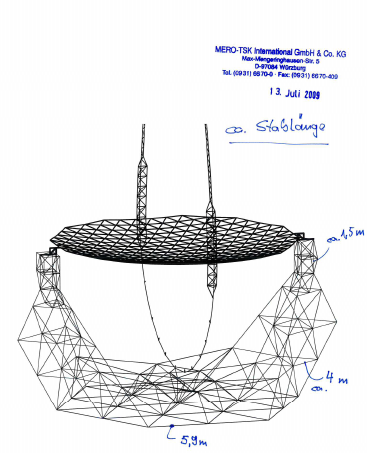 MERO-TSK International GmbH & Co. KG
Max-Mengeringhausen-Str. 5
D-97084 Würzburg
Tel. (0931) 6670-0 · Fax: (0931) 6670-409
13. Juli 2009
ca. Stablänge
ca. 1,5 m
4 m
ca.
5,9 m